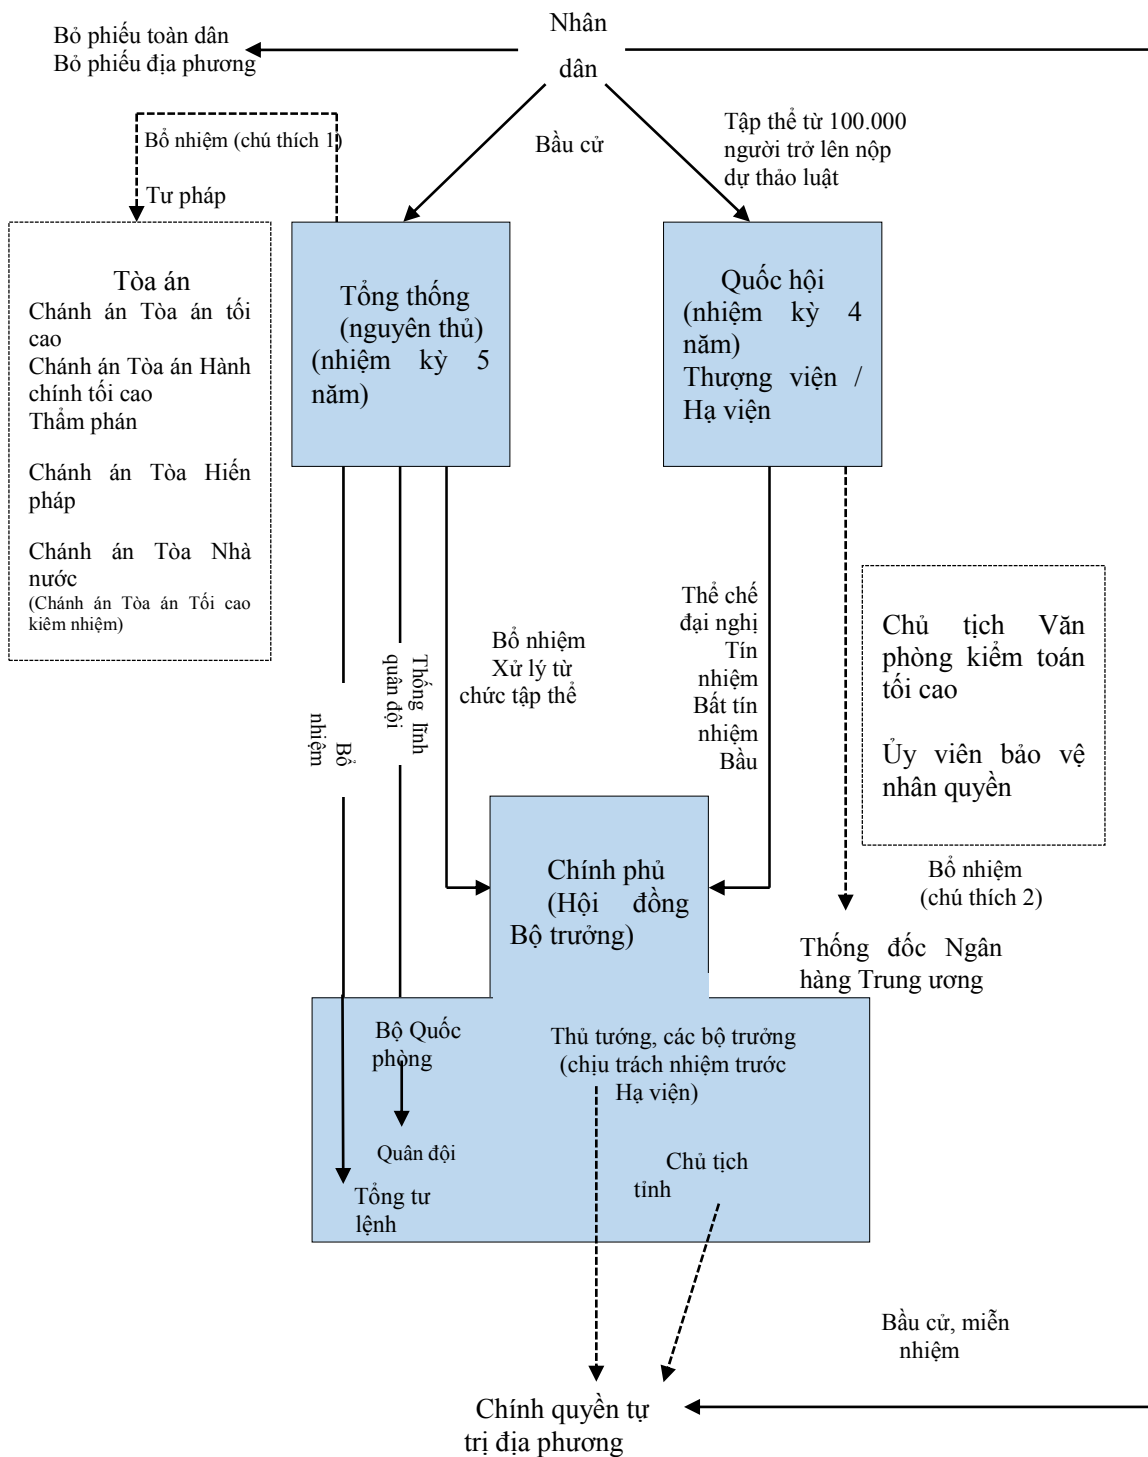 Nhân
dân
Bỏ phiếu toàn dân
Bỏ phiếu địa phương
Bổ nhiệm (chú thích 1)
Tư pháp
Bầu cử
Tập thể từ 100.000
người trở lên nộp
dự thảo luật
Tòa án
Chánh án Tòa án tối
cao
Chánh án Tòa án Hành
chính tối cao
Thẩm phán
Chánh án Tòa Hiến
pháp
Chánh án Tòa Nhà
nước
(Chánh án Tòa án Tối cao
kiêm nhiệm)
Tổng thống
(nguyên thủ)
(nhiệm kỳ 5
năm)
Quốc hội
(nhiệm kỳ 4
năm)
Thượng viện /
Hạ viện
Bổ
nhiệm
Thống lĩnh
quân đội
Bổ nhiệm
Xử lý từ
chức tập thể
Thể chế
đại nghị
Tín
nhiệm
Bất tín
nhiệm
Bầu
Chủ tịch Văn
phòng kiểm toán
tối cao
Ủy viên bảo vệ
nhân quyền
Bổ nhiệm
(chú thích 2)
Thống đốc Ngân
hàng Trung ương
Chính phủ
(Hội đồng
Bộ trưởng)
Bộ Quốc
phòng
Quân đội
Tổng tư
lệnh
Thủ tướng, các bộ trưởng
(chịu trách nhiệm trước
Hạ viện)
Chủ tịch
tỉnh
Bầu cử, miễn
nhiệm
Chính quyền tự
trị địa phương